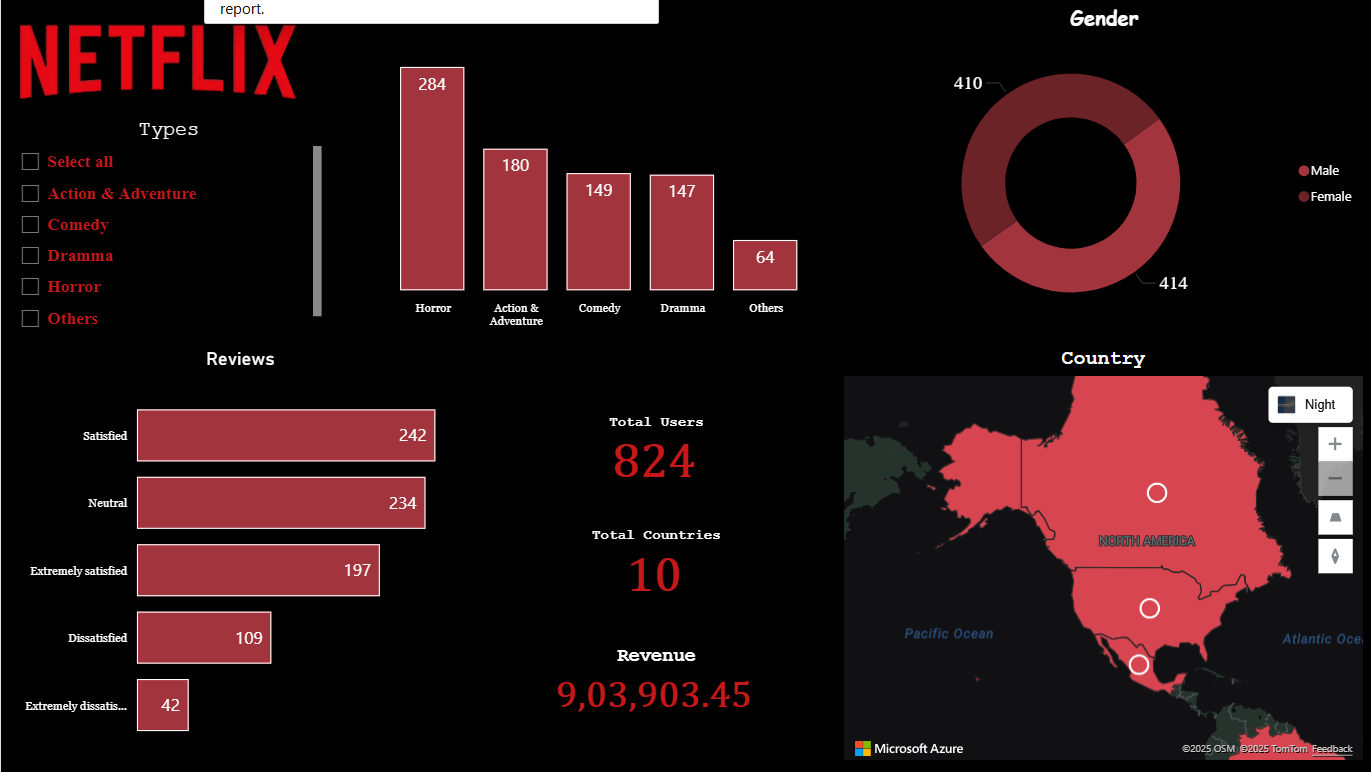 report.
NETFLIX
Types
Select all
Action & Adventure
Comedy
Dramma
Horror
Others
284
180
149
147
64
Horror
Action &
Adventure
Comedy
Dramma
Others
Gender
410
414
Male
Female
Reviews
Satisfied
242
Neutral
234
Extremely satisfied
197
Dissatisfied
109
Extremely dissatis...
42
Total Users
824
Total Countries
10
Revenue
9,03,903.45
Country
Night
NORTH AMERICA
Pacific Ocean
Atlantic Oce
Microsoft Azure
©2025 OSM ©2025 TomTom Feedback